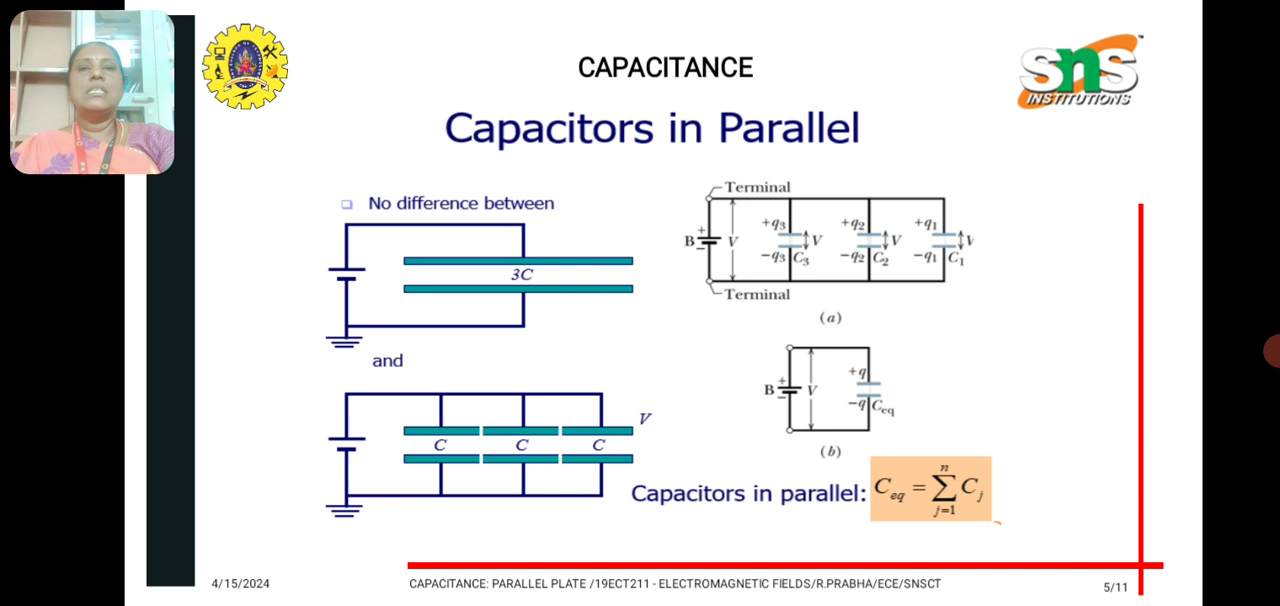 CAPACITANCE
sns
INSTITUTIONS
Capacitors in Parallel
No difference between
3C
and
V
C C C
Terminal
B + − V +q3 −q3 C3 V +q2 −q2 C2 V +q1 −q1 C1 V
Terminal
(a)
B + − V +q −q Ceq
(b)
Capacitors in parallel: Ceq = ∑ j=1 n Cj
4/15/2024
CAPACITANCE: PARALLEL PLATE /19ECT211 - ELECTROMAGNETIC FIELDS/R.PRABHA/ECE/SNSCT
5/11